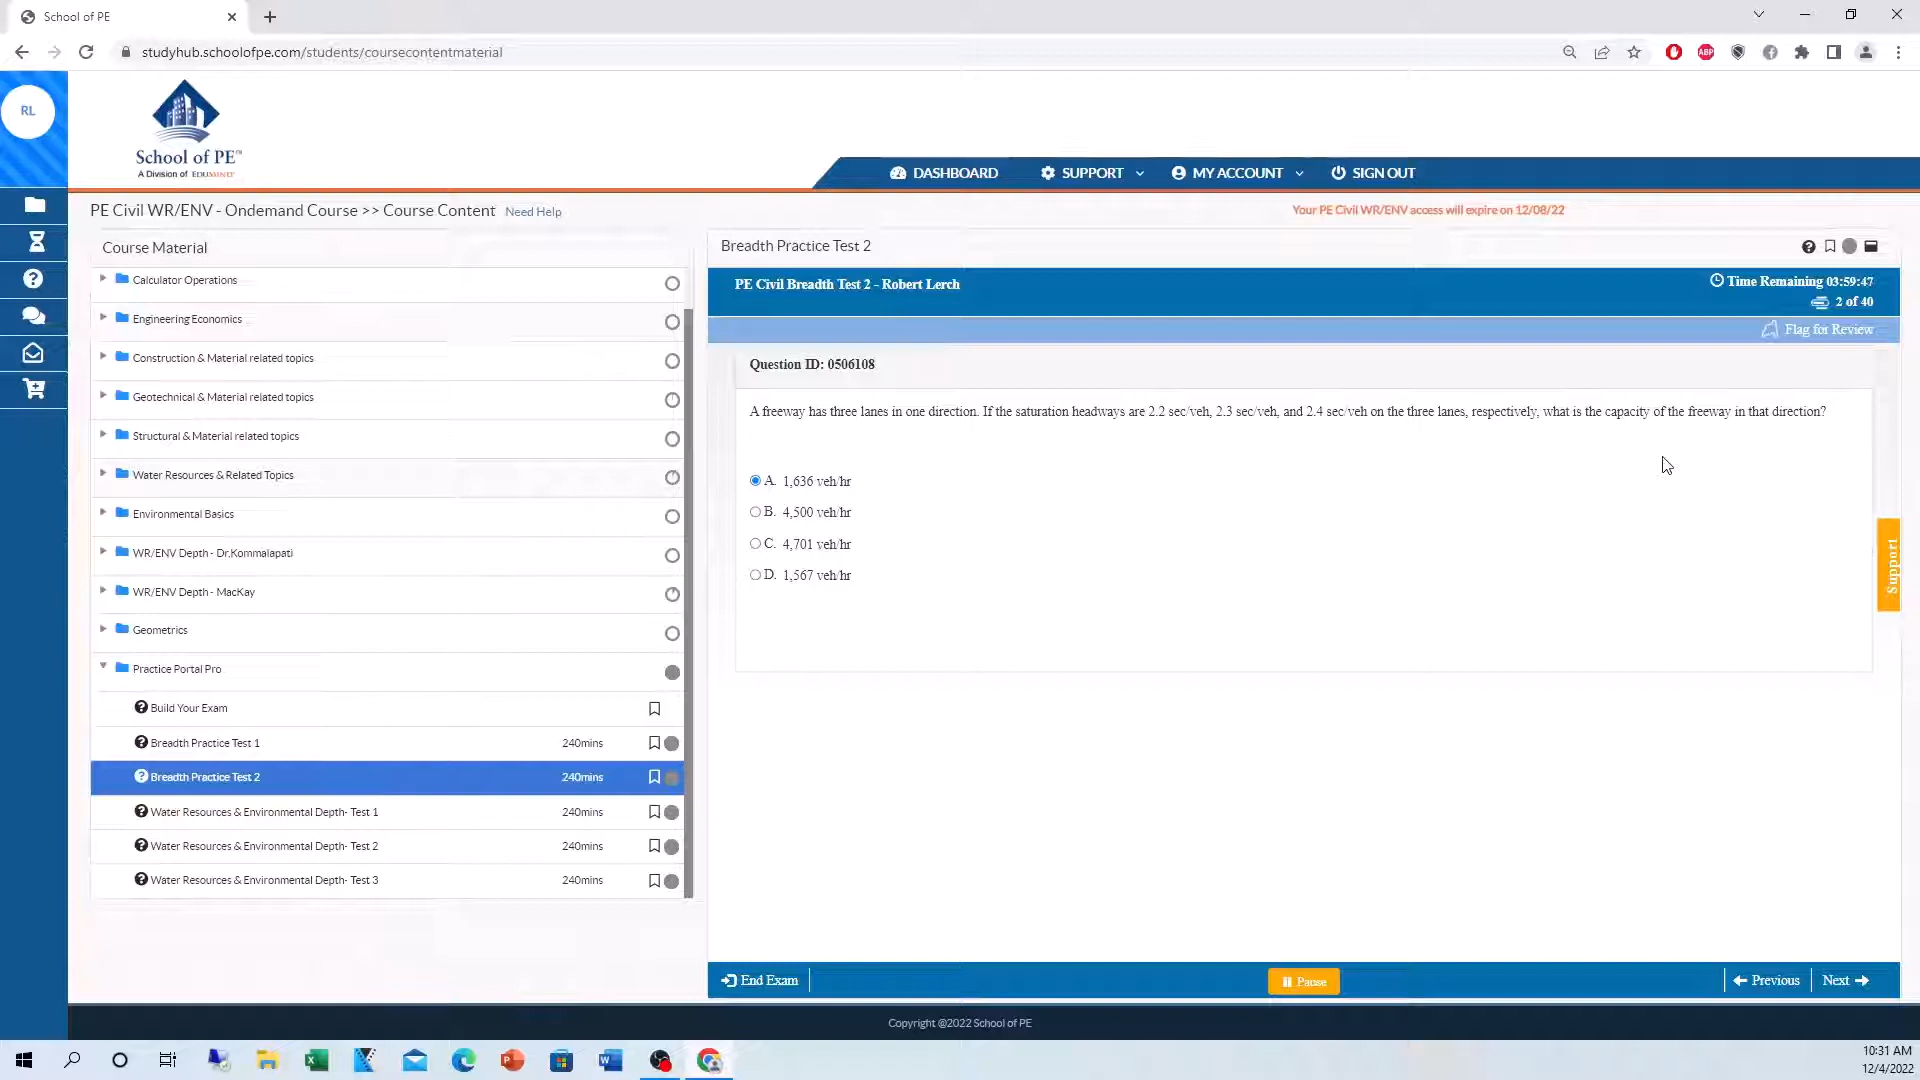 School of PE
studyhub.schoolofpe.com/students/coursecontentmaterial
ABP
RL
School of PE™
A Division of EDUMIND
DASHBOARD
SUPPORT
MY ACCOUNT
SIGN OUT
PE Civil WR/ENV - Ondemand Course >> Course Content
Need Help
Your PE Civil WR/ENV access will expire on 12/08/22
Course Material
Calculator Operations
Engineering Economics
Construction & Material related topics
Geotechnical & Material related topics
Structural & Material related topics
Water Resources & Related Topics
Environmental Basics
WR/ENV Depth - Dr.Kommalapati
WR/ENV Depth - MacKay
Geometrics
Practice Portal Pro
Build Your Exam
Breadth Practice Test 1 240mins
Breadth Practice Test 2 240mins
Water Resources & Environmental Depth- Test 1 240mins
Water Resources & Environmental Depth- Test 2 240mins
Water Resources & Environmental Depth- Test 3 240mins
Breadth Practice Test 2
PE Civil Breadth Test 2 - Robert Lerch
Time Remaining 03:59:47
2 of 40
Flag for Review
Question ID: 0506108
A freeway has three lanes in one direction. If the saturation headways are 2.2 sec/veh, 2.3 sec/veh, and 2.4 sec/veh on the three lanes, respectively, what is the capacity of the freeway in that direction?
A. 1,636 veh/hr
B. 4,500 veh/hr
C. 4,701 veh/hr
D. 1,567 veh/hr
Support
End Exam
Pause
Previous
Next
Copyright @2022 School of PE
10:31 AM
12/4/2022